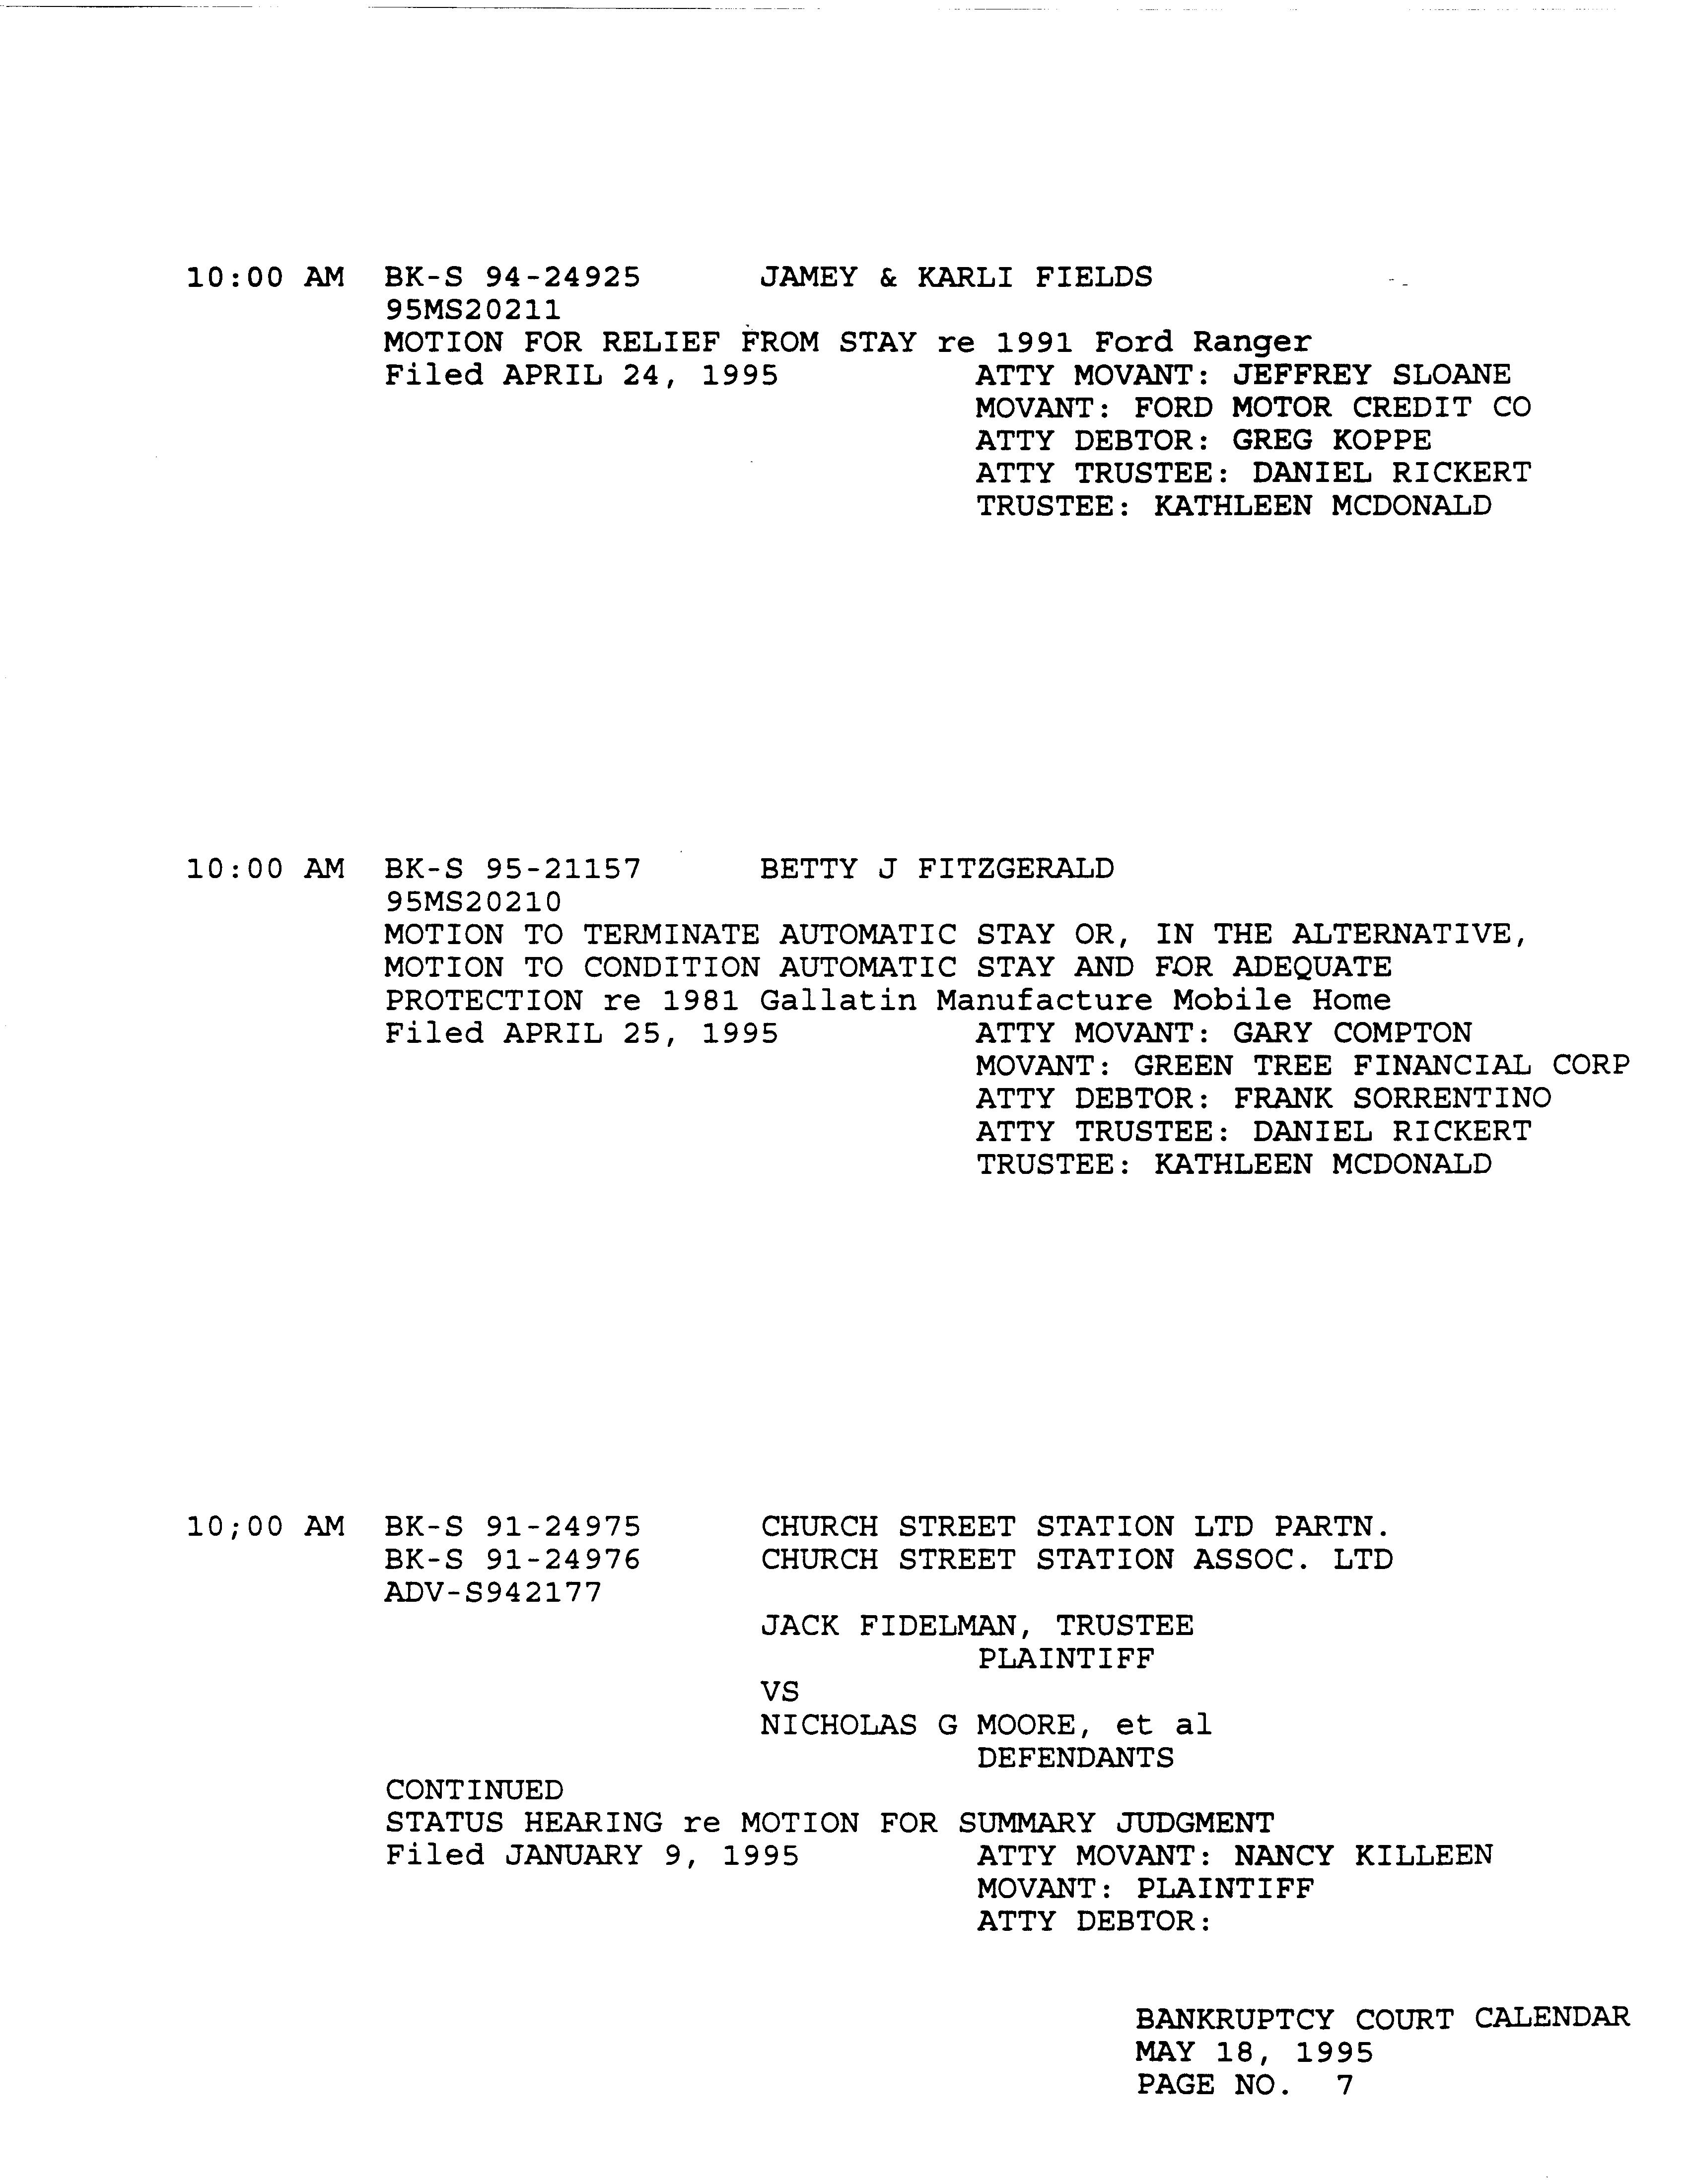 10:00 AM BK-S 94-24925 JAMEY & KARLI FIELDS
95MS20211
MOTION FOR RELIEF FROM STAY re 1991 Ford Ranger
Filed APRIL 24, 1995 ATTY MOVANT: JEFFREY SLOANE
MOVANT: FORD MOTOR CREDIT CO
ATTY DEBTOR: GREG KOPPE
ATTY TRUSTEE: DANIEL RICKERT
TRUSTEE: KATHLEEN MCDONALD
10:00 AM BK-S 95-21157 BETTY J FITZGERALD
95MS20210
MOTION TO TERMINATE AUTOMATIC STAY OR, IN THE ALTERNATIVE,
MOTION TO CONDITION AUTOMATIC STAY AND FOR ADEQUATE
PROTECTION re 1981 Gallatin Manufacture Mobile Home
Filed APRIL 25, 1995 ATTY MOVANT: GARY COMPTON
MOVANT: GREEN TREE FINANCIAL CORP
ATTY DEBTOR: FRANK SORRENTINO
ATTY TRUSTEE: DANIEL RICKERT
TRUSTEE: KATHLEEN MCDONALD
10;00 AM BK-S 91-24975 CHURCH STREET STATION LTD PARTN.
BK-S 91-24976 CHURCH STREET STATION ASSOC. LTD
ADV-S942177
JACK FIDELMAN, TRUSTEE
PLAINTIFF
VS
NICHOLAS G MOORE, et al
DEFENDANTS
CONTINUED
STATUS HEARING re MOTION FOR SUMMARY JUDGMENT
Filed JANUARY 9, 1995 ATTY MOVANT: NANCY KILLEEN
MOVANT: PLAINTIFF
ATTY DEBTOR:
BANKRUPTCY COURT CALENDAR
MAY 18, 1995
PAGE NO. 7